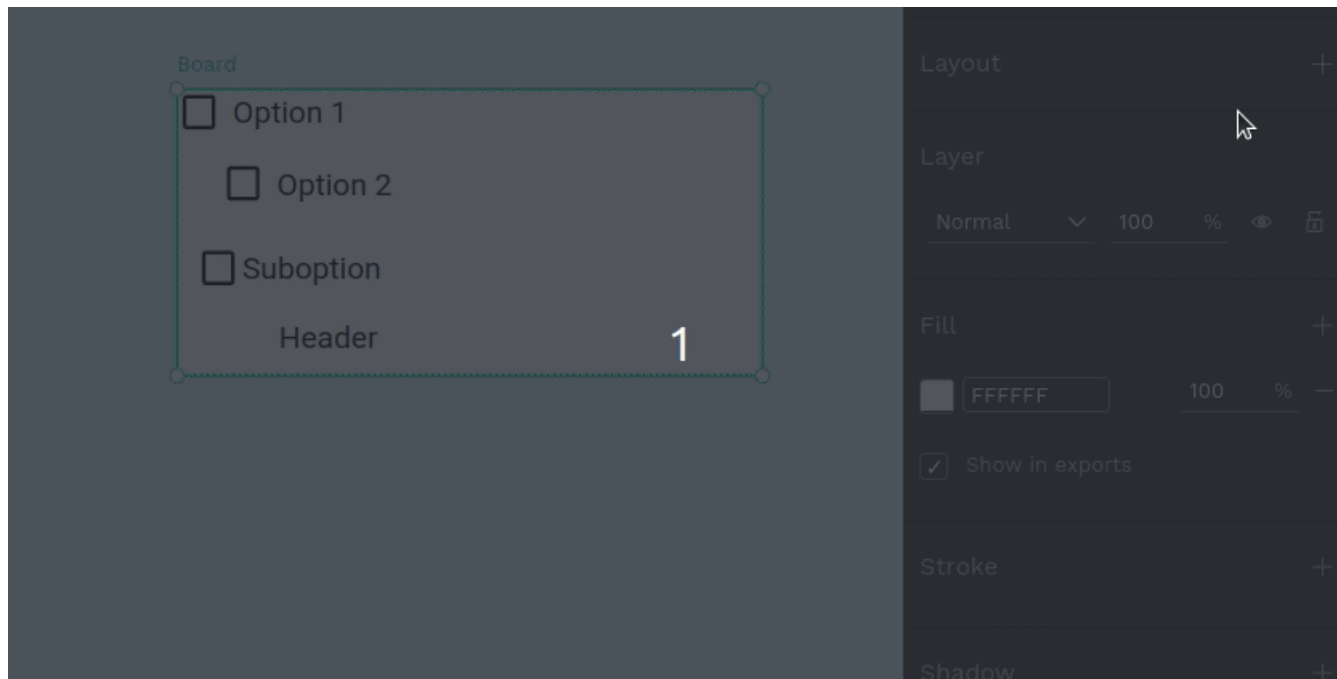 Board
Option 1
Option 2
Suboption
Header
1
Layout
Layer
Normal 100 %
Fill
FFFFFF 100 %
Show in exports
Stroke
Shadow